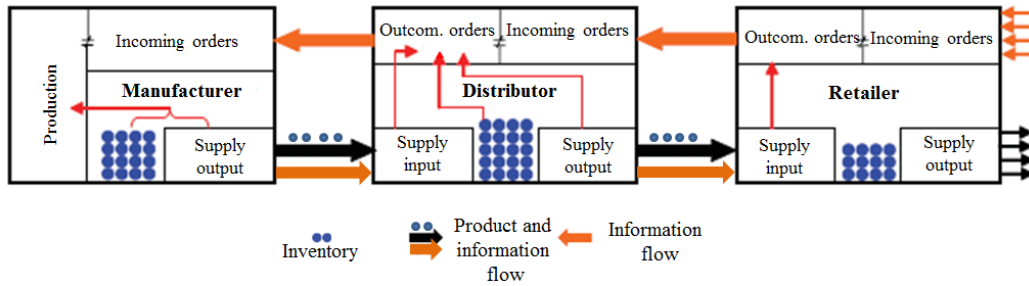 Production
Incoming orders
Manufacturer
Supply
output
Outcom. orders
Incoming orders
Distributor
Supply
input
Supply
output
Outcom. orders
Incoming orders
Retailer
Supply
input
Supply
output
Inventory
Product and
information
flow
Information
flow